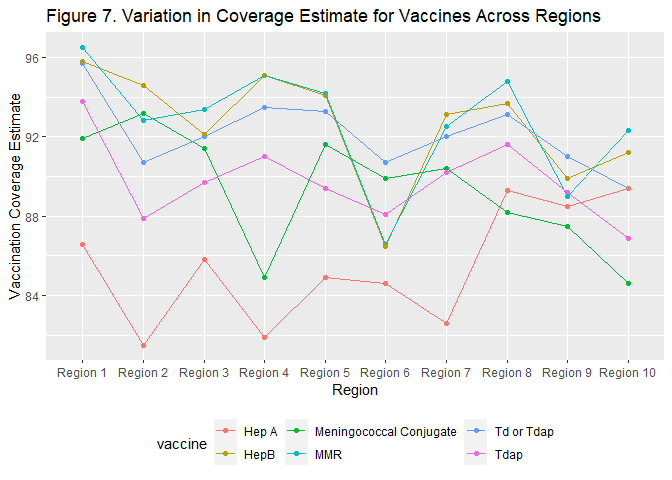 Figure 7. Variation in Coverage Estimate for Vaccines Across Regions
Vaccination Coverage Estimate
96
92
88
84
Region 1 Region 2 Region 3 Region 4 Region 5 Region 6 Region 7 Region 8 Region 9 Region 10
Region
vaccine
Hep A Meningococcal Conjugate Td or Tdap
HepB MMR Tdap